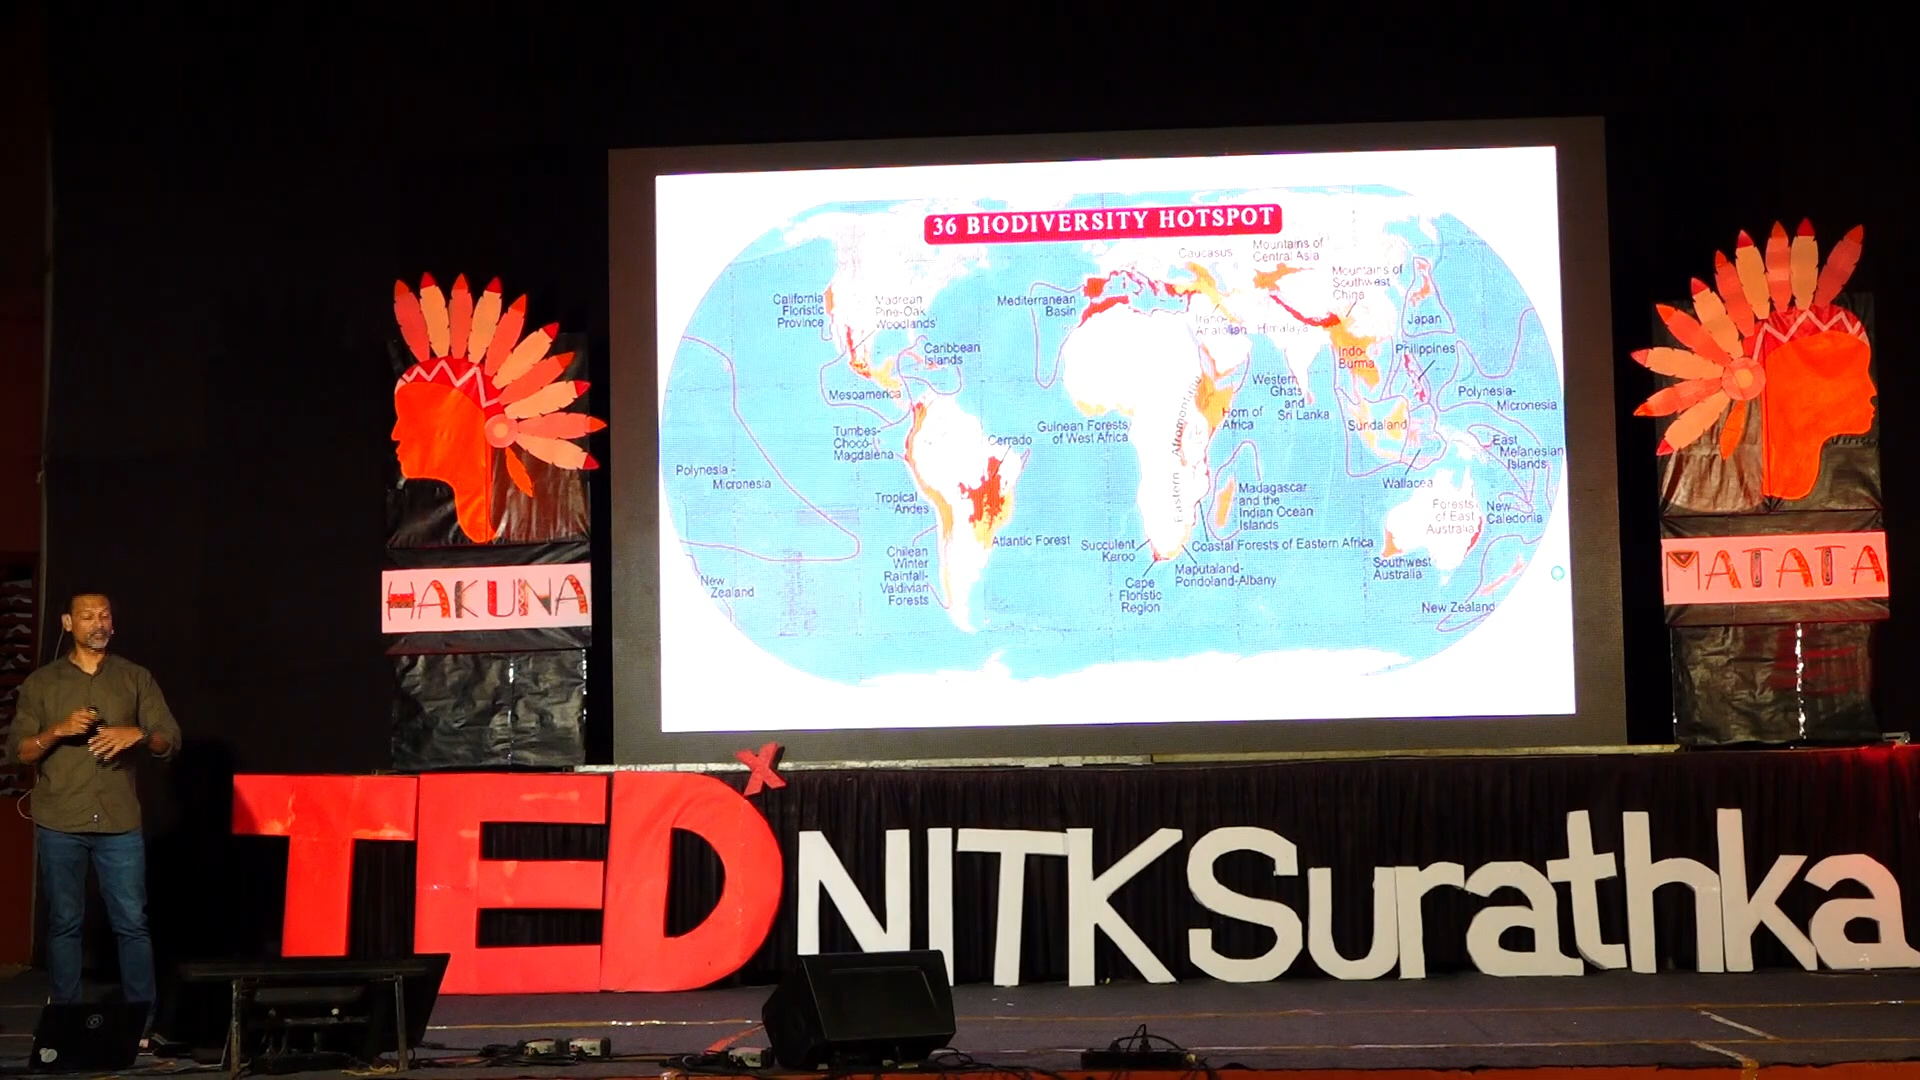 36 BIODIVERSITY HOTSPOT
Caucasus
Mountains of
Central Asia
Mountains of
Southwest
China
California
Floristic
Province
Madrean
Pine-Oak
Woodlands
Mediterranean
Basin
Irano-
Anatolian
Himalaya
Japan
Caribbean
Islands
Indo-
Burma
Philippines
Mesoamerica
Western
Ghats
and
Sri Lanka
Polynesia-
Micronesia
Horn of
Africa
Tumbes-
Chocó-
Magdalena
Cerrado
Guinean Forests
of West Africa
Eastern Afromontane
Sundaland
East
Melanesian
Islands
Polynesia -
Micronesia
Wallacea
Tropical
Andes
Madagascar
and the
Indian Ocean
Islands
Forests
of East
Australia
New
Caledonia
Atlantic Forest
Succulent
Karoo
Coastal Forests of Eastern Africa
Chilean
Winter
Rainfall-
Valdivian
Forests
Cape
Floristic
Region
Maputaland-
Pondoland-Albany
Southwest
Australia
New
Zealand
New Zealand
HAKUNA
MATATA
TEDx NITKSurathka